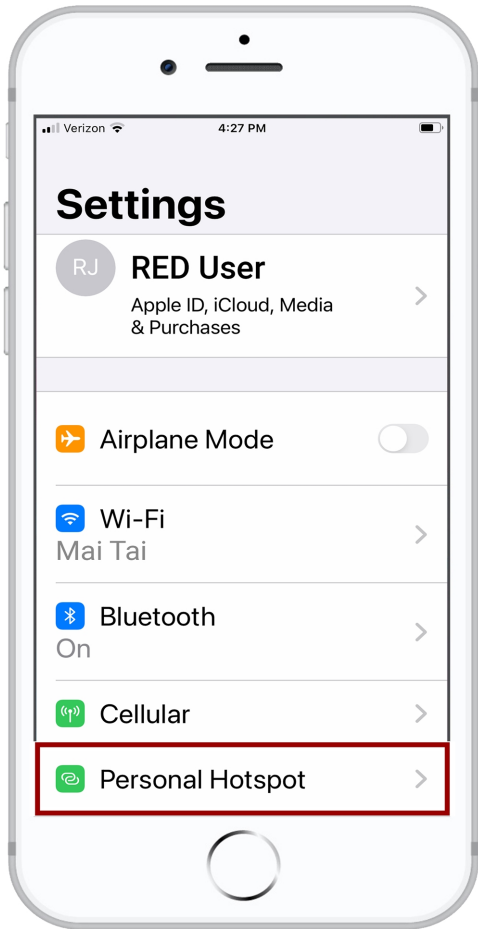 Verizon 4:27 PM
Settings
RJ
RED User
Apple ID, iCloud, Media
& Purchases
Airplane Mode
Wi-Fi
Mai Tai
Bluetooth
On
Cellular
Personal Hotspot